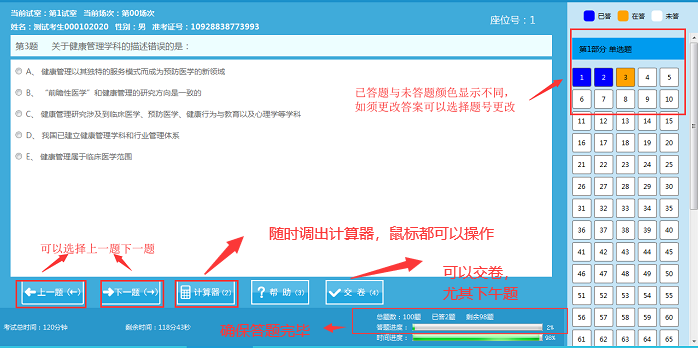 当前试室：第1试室 当前场次：第00场次
姓名：测试考生000102020 性别：男 准考证号：10928838773993
座位号：1
已答 在答 未答
第3题 关于健康管理学科的描述错误的是：
第1部分 单选题
A、 健康管理以其独特的服务模式而成为预防医学的新领域
B、 "前瞻性医学"和健康管理的研究方向是一致的
C、 健康管理研究涉及到临床医学、预防医学、健康行为与教育以及心理学等学科
D、 我国已建立健康管理学科和行业管理体系
E、 健康管理属于临床医学范围
已答题与未答题颜色显示不同，
如须更改答案可以选择题号更改
1 2 3 4 5
6 7 8 9 10
11 12 13 14 15
16 17 18 19 20
21 22 23 24 25
26 27 28 29 30
31 32 33 34 35
36 37 38 39 40
41 42 43 44 45
46 47 48 49 50
51 52 53 54 55
56 57 58 59 60
61 62 63 64 65
可以选择上一题下一题
随时调出计算器，鼠标都可以操作
可以交卷，
尤其下午题
上一题(←) 下一题(→) 计算器(2) 帮 助(3) 交 卷(4)
考试总时间：120分钟 剩余时间：118分43秒
确保答题完毕
总题数：100题 已答2题 剩余98题
答题进度： 2%
时间进度： 98%